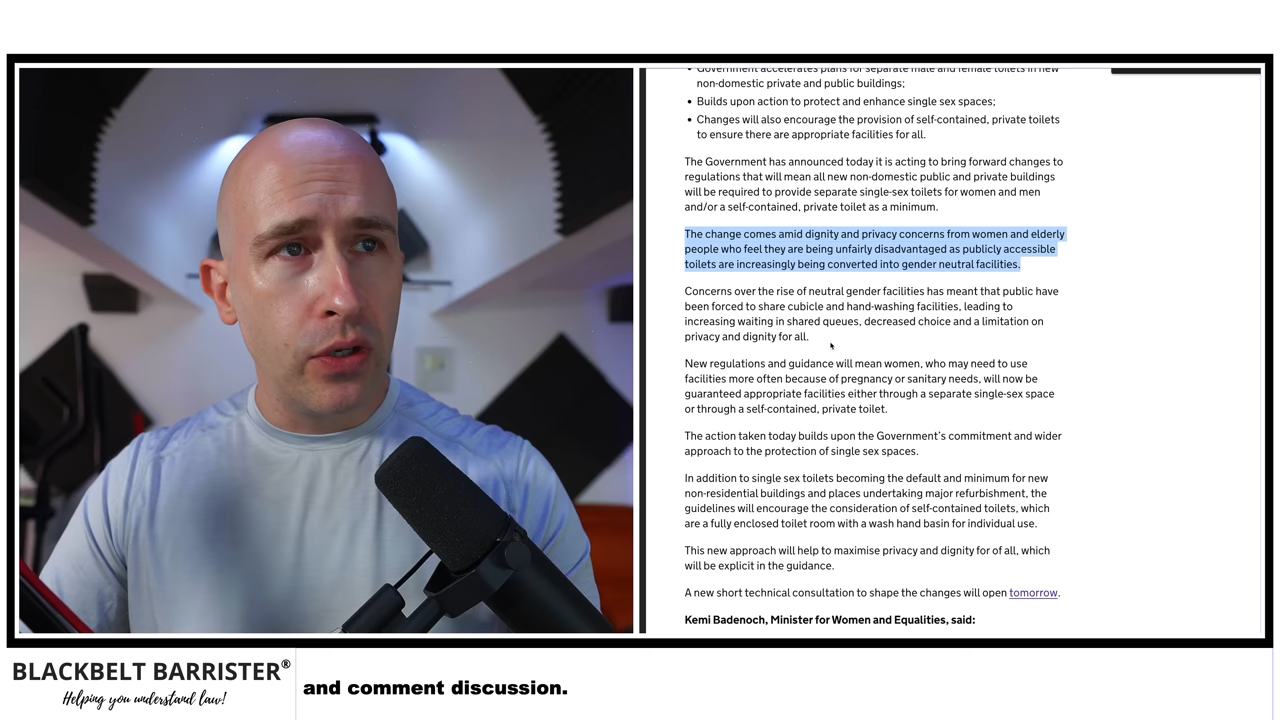 Government accelerates plans for separate male and female toilets in new
non-domestic private and public buildings;
Builds upon action to protect and enhance single sex spaces;
Changes will also encourage the provision of self-contained, private toilets
to ensure there are appropriate facilities for all.
The Government has announced today it is acting to bring forward changes to
regulations that will mean all new non-domestic public and private buildings
will be required to provide separate single-sex toilets for women and men
and/or a self-contained, private toilet as a minimum.
The change comes amid dignity and privacy concerns from women and elderly
people who feel they are being unfairly disadvantaged as publicly accessible
toilets are increasingly being converted into gender neutral facilities.
Concerns over the rise of neutral gender facilities has meant that public have
been forced to share cubicle and hand-washing facilities, leading to
increasing waiting in shared queues, decreased choice and a limitation on
privacy and dignity for all.
New regulations and guidance will mean women, who may need to use
facilities more often because of pregnancy or sanitary needs, will now be
guaranteed appropriate facilities either through a separate single-sex space
or through a self-contained, private toilet.
The action taken today builds upon the Government's commitment and wider
approach to the protection of single sex spaces.
In addition to single sex toilets becoming the default and minimum for new
non-residential buildings and places undertaking major refurbishment, the
guidelines will encourage the consideration of self-contained toilets, which
are a fully enclosed toilet room with a wash hand basin for individual use.
This new approach will help to maximise privacy and dignity for of all, which
will be explicit in the guidance.
A new short technical consultation to shape the changes will open tomorrow.
Kemi Badenoch, Minister for Women and Equalities, said:
BLACKBELT BARRISTER®
Helping you understand law!
and comment discussion.